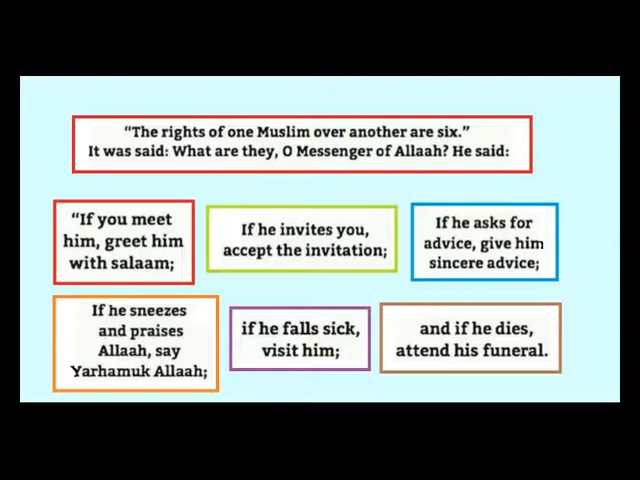 “The rights of one Muslim over another are six.”
It was said: What are they, O Messenger of Allaah? He said:
“If you meet
him, greet him
with salaam;
If he invites you,
accept the invitation;
If he asks for
advice, give him
sincere advice;
If he sneezes
and praises
Allaah, say
Yarhamuk Allaah;
if he falls sick,
visit him;
and if he dies,
attend his funeral.